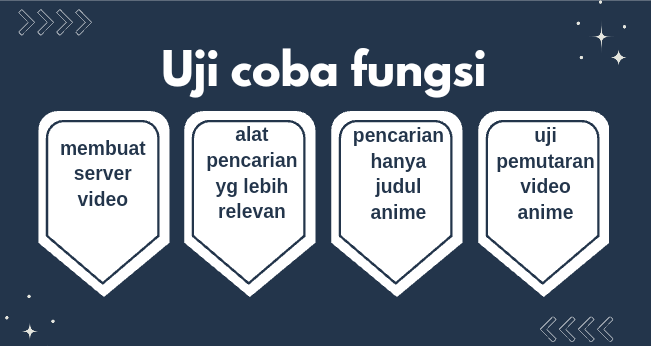 Uji coba fungsi
membuat
server
video
alat
pencarian
yg lebih
relevan
pencarian
hanya
judul
anime
uji
pemutaran
video
anime